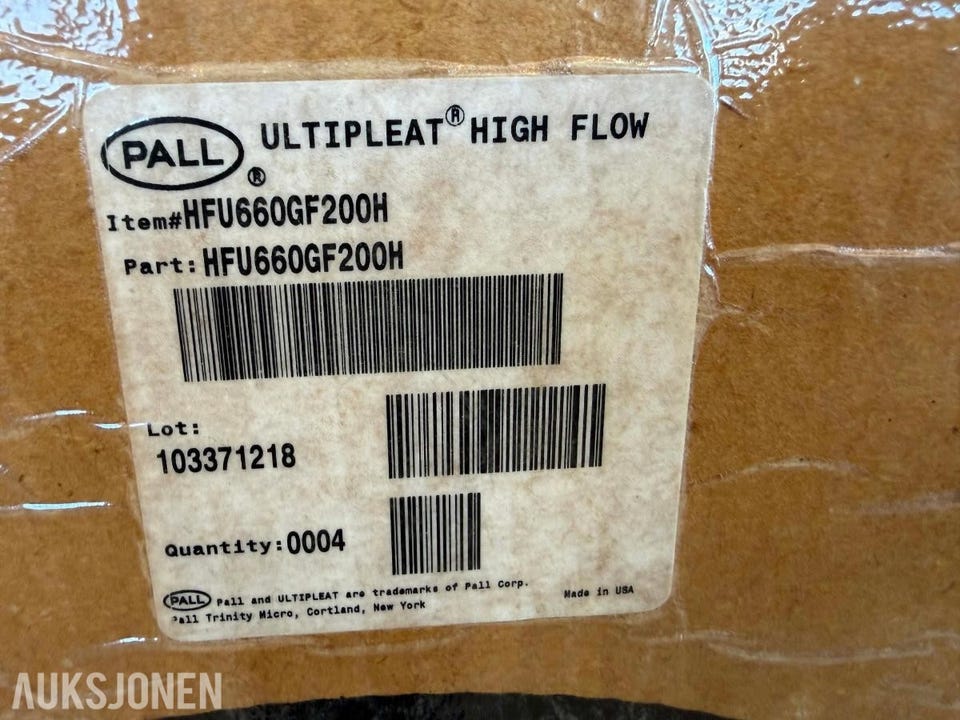 PALL ® ULTIPLEAT® HIGH FLOW
Item#HFU660GF200H
Part:HFU660GF200H
Lot:
103371218
Quantity:0004
PALL Pall and ULTIPLEAT are trademarks of Pall Corp.
Pall Trinity Micro, Cortland, New York
Made in USA
AUKSJONEN